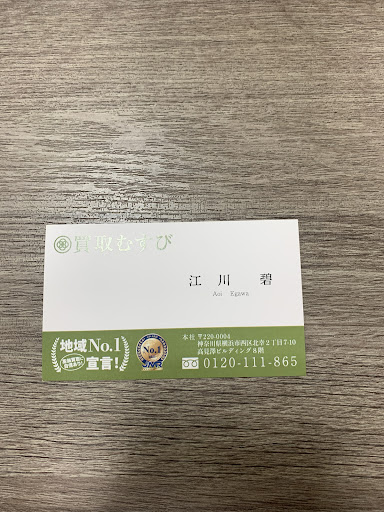 買取むすび
江川 碧
Aoi Egawa
地域No.1
宣言!
No.1
本社 〒220-0004
神奈川県横浜市西区北幸2丁目7-10
高見澤ビルディング8階
0120-111-865